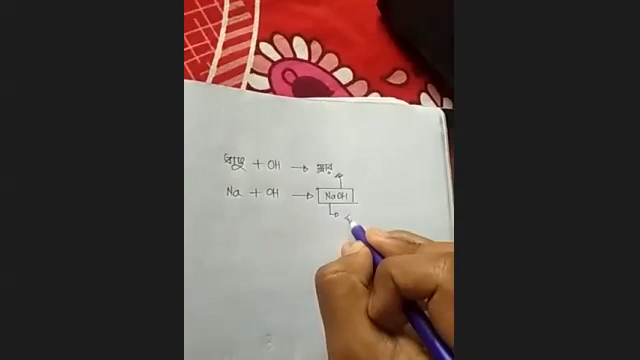 ধাতু + OH → ক্ষার
Na + OH → NaOH